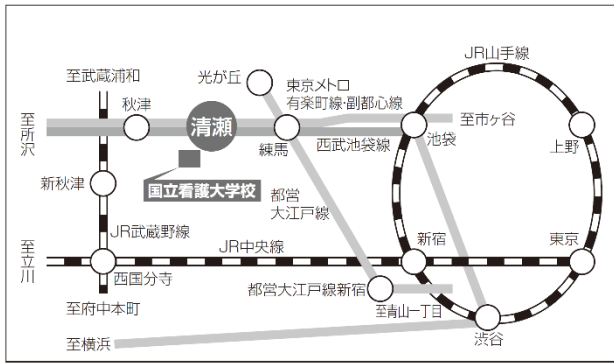 JR山手線
至武蔵浦和
光が丘
東京メトロ
有楽町線・副都心線
秋津
清瀬
至市ヶ谷
至所沢
練馬
西武池袋線
池袋
上野
国立看護大学校
新秋津
都営
大江戸線
JR武蔵野線
至立川
JR中央線
新宿
東京
西国分寺
都営大江戸線新宿
至府中本町
至青山一丁目
至横浜
渋谷